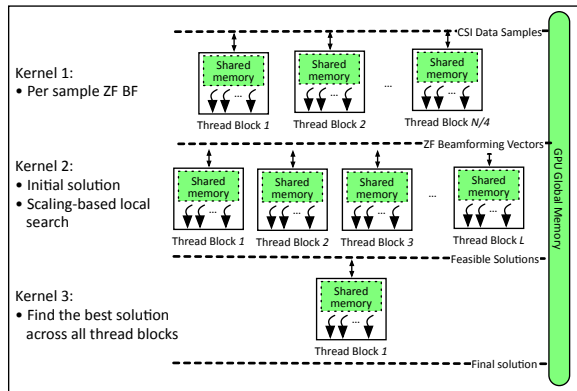 CSI Data Samples
Kernel 1:
• Per sample ZF BF
Shared memory
...
Thread Block 1
Shared memory
...
Thread Block 2
...
Shared memory
...
Thread Block N/4
ZF Beamforming Vectors
Kernel 2:
• Initial solution
• Scaling-based local
search
Shared memory
...
Thread Block 1
Shared memory
...
Thread Block 2
Shared memory
...
Thread Block 3
...
Shared memory
...
Thread Block L
Feasible Solutions
Kernel 3:
• Find the best solution
across all thread blocks
Shared memory
...
Thread Block 1
Final solution
GPU Global Memory